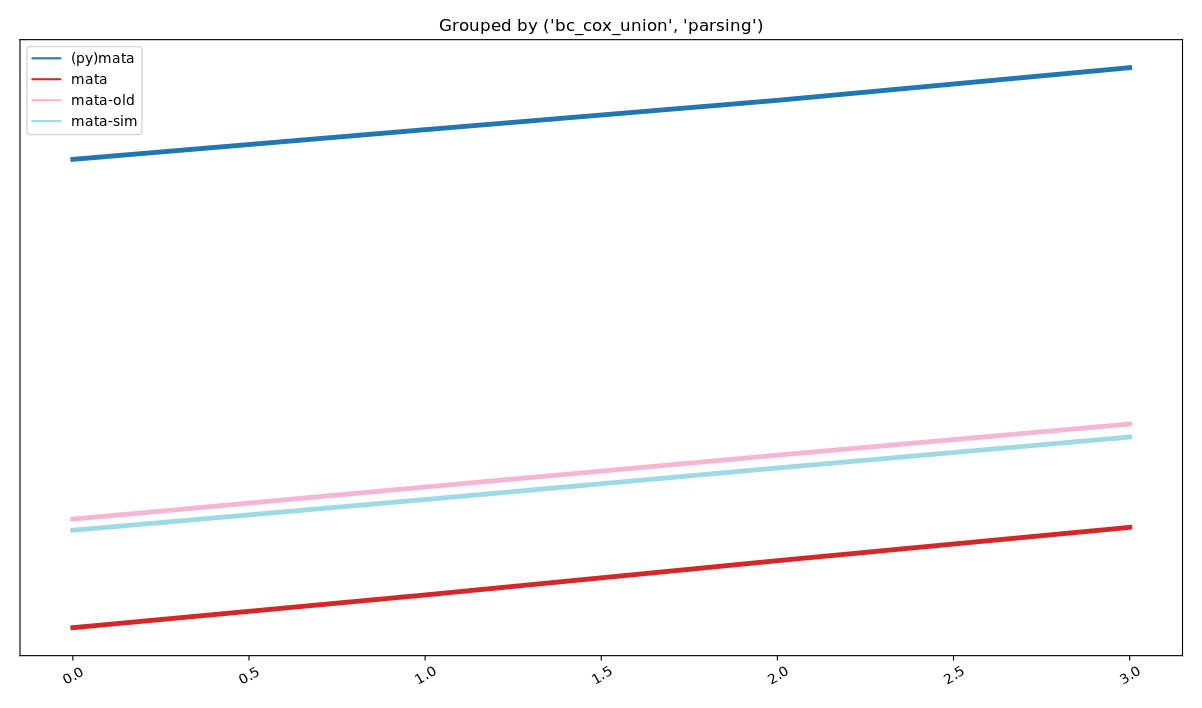 Grouped by ('bc_cox_union', 'parsing')
(py)mata
mata
mata-old
mata-sim
0.0
0.5
1.0
1.5
2.0
2.5
3.0